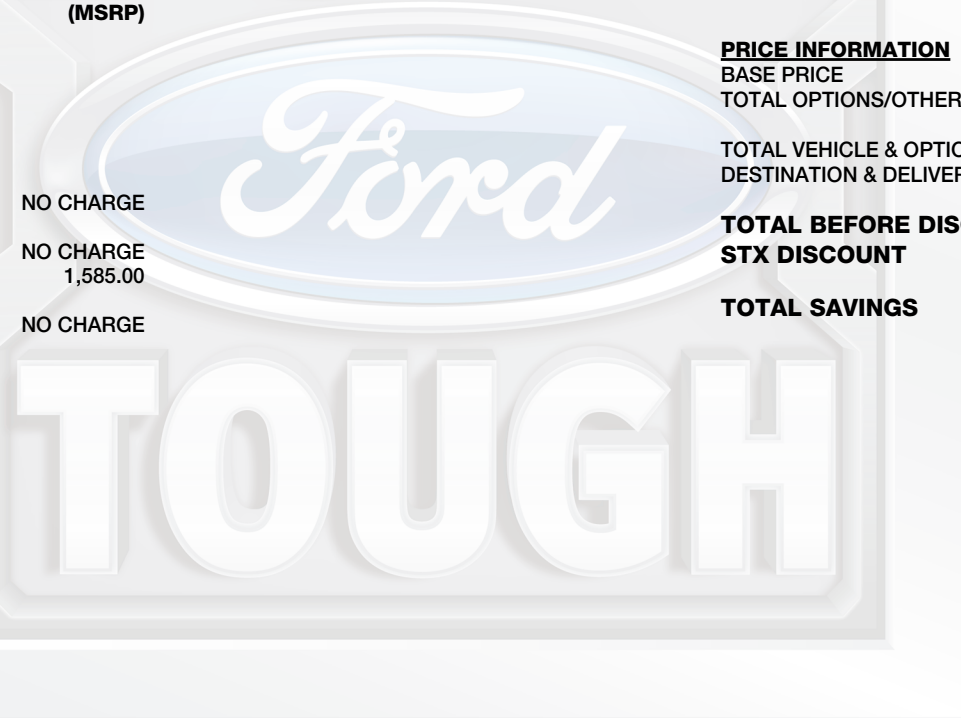 (MSRP)
NO CHARGE
NO CHARGE
1,585.00
NO CHARGE
PRICE INFORMATION
BASE PRICE
TOTAL OPTIONS/OTHER
TOTAL VEHICLE & OPTIO
DESTINATION & DELIVER
TOTAL BEFORE DIS
STX DISCOUNT
TOTAL SAVINGS
Ford
TOUGH